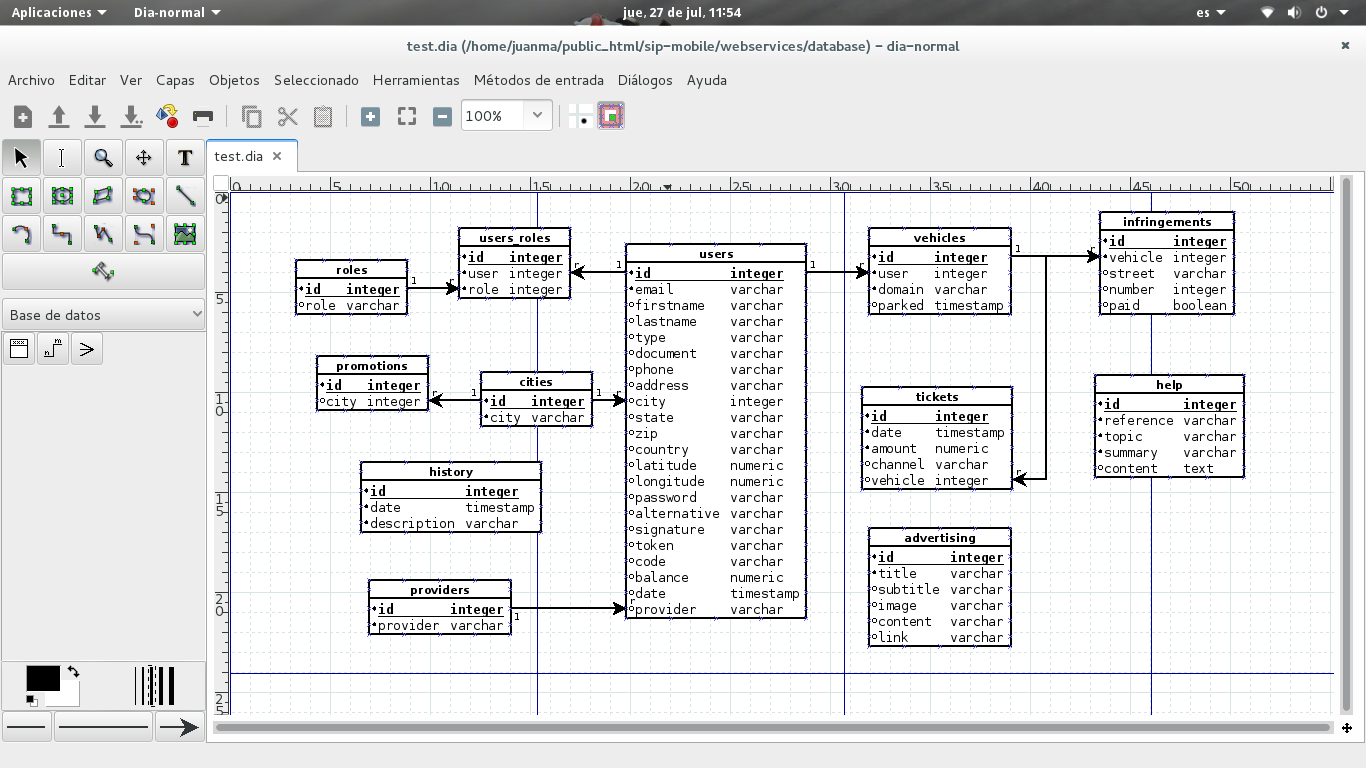 Aplicaciones Dia-normal jue, 27 de jul, 11:54 es
test.dia (/home/juanma/public_html/sip-mobile/webservices/database) - dia-normal
Archivo Editar Ver Capas Objetos Seleccionado Herramientas Métodos de entrada Diálogos Ayuda
100%
T
test.dia
0 5 10 15 20 25 30 35 40 45 50
0
5
10
15
20
25
Base de datos
roles
id integer
role varchar
1
r
users_roles
id integer
user integer
role integer
r
1
users
id integer
email varchar
firstname varchar
lastname varchar
type varchar
document varchar
phone varchar
address varchar
city integer
state varchar
zip varchar
country varchar
latitude numeric
longitude numeric
password varchar
alternative varchar
signature varchar
token varchar
code varchar
balance numeric
date timestamp
provider varchar
1
r
vehicles
id integer
user integer
domain varchar
parked timestamp
1
r
infringements
id integer
vehicle integer
street varchar
number integer
paid boolean
promotions
id integer
city integer
r
1
cities
id integer
city varchar
1
r
tickets
id integer
date timestamp
amount numeric
channel varchar
vehicle integer
r
help
id integer
reference varchar
topic varchar
summary varchar
content text
history
id integer
date timestamp
description varchar
providers
id integer
provider varchar
1
r
advertising
id integer
title varchar
subtitle varchar
image varchar
content varchar
link varchar